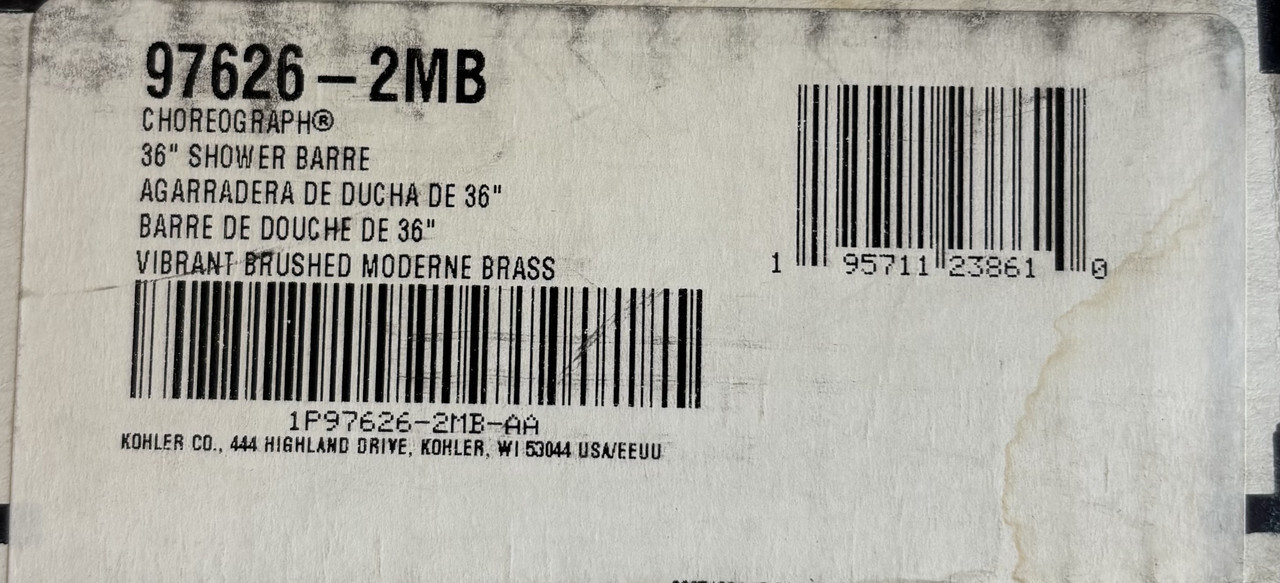 97626-2MB
CHOREOGRAPH®
36" SHOWER BARRE
AGARRADERA DE DUCHA DE 36"
BARRE DE DOUCHE DE 36"
VIBRANT BRUSHED MODERNE BRASS
1P97626-2MB-AA
KOHLER CO., 444 HIGHLAND DRIVE, KOHLER, WI 53044 USA/EEUU
1 95711 23861 0